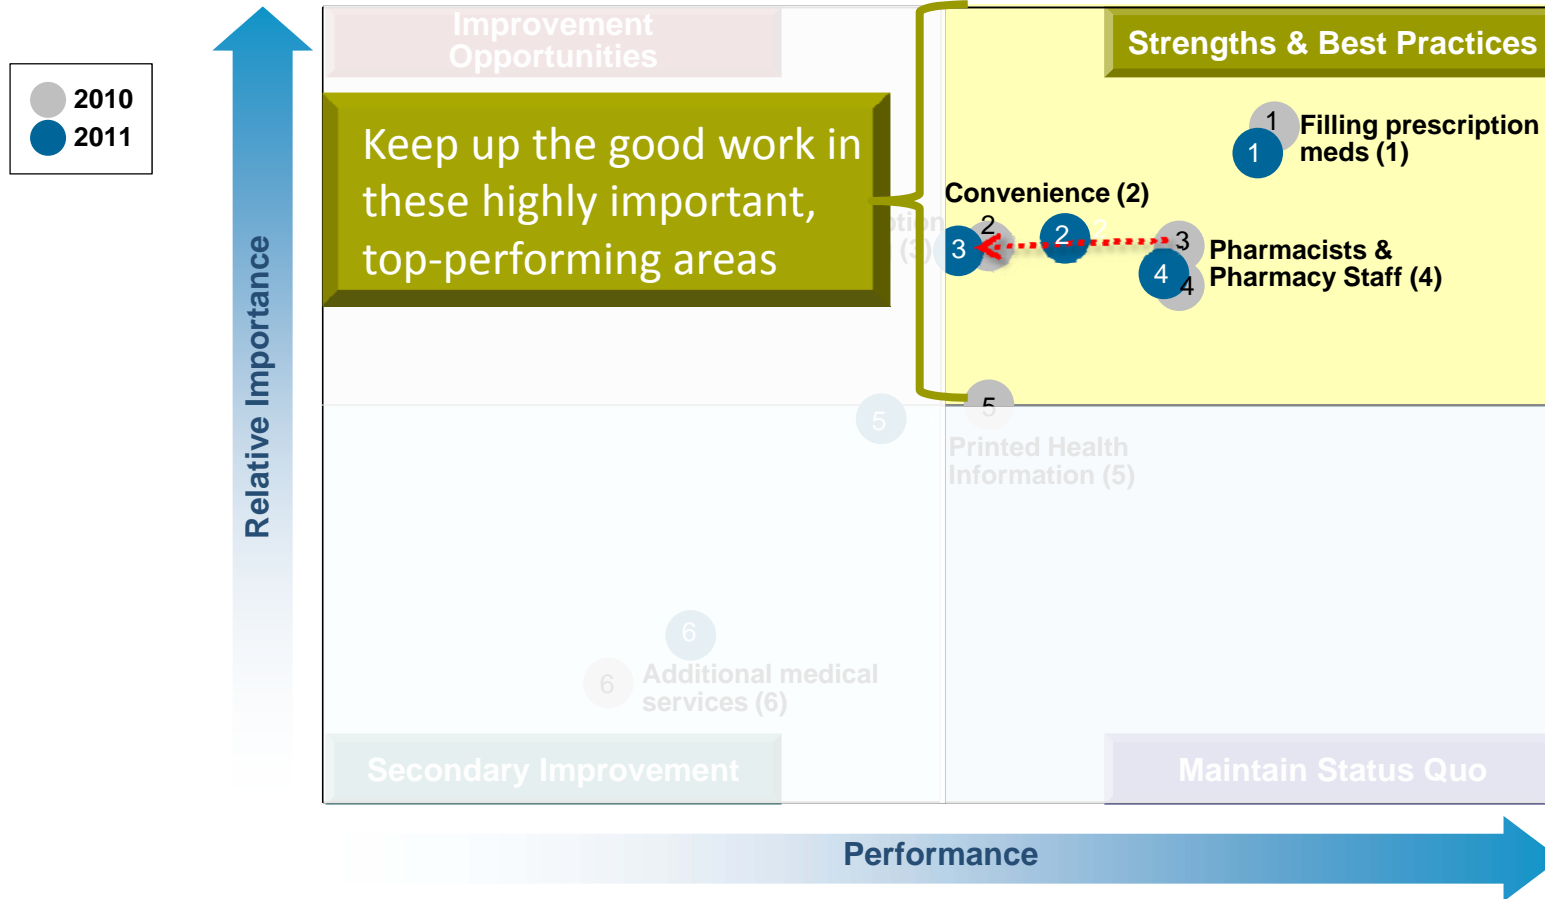 2010
2011
Improvement
Opportunities
Strengths & Best Practices
Keep up the good work in
these highly important,
top-performing areas
1
Filling prescription
meds (1)
1
Convenience (2)
2
2
2
3
3
(3)
Pharmacists &
Pharmacy Staff (4)
4
4
5
5
Printed Health
Information (5)
6
6
Additional medical
services (6)
Secondary Improvement
Maintain Status Quo
Relative Importance
Performance